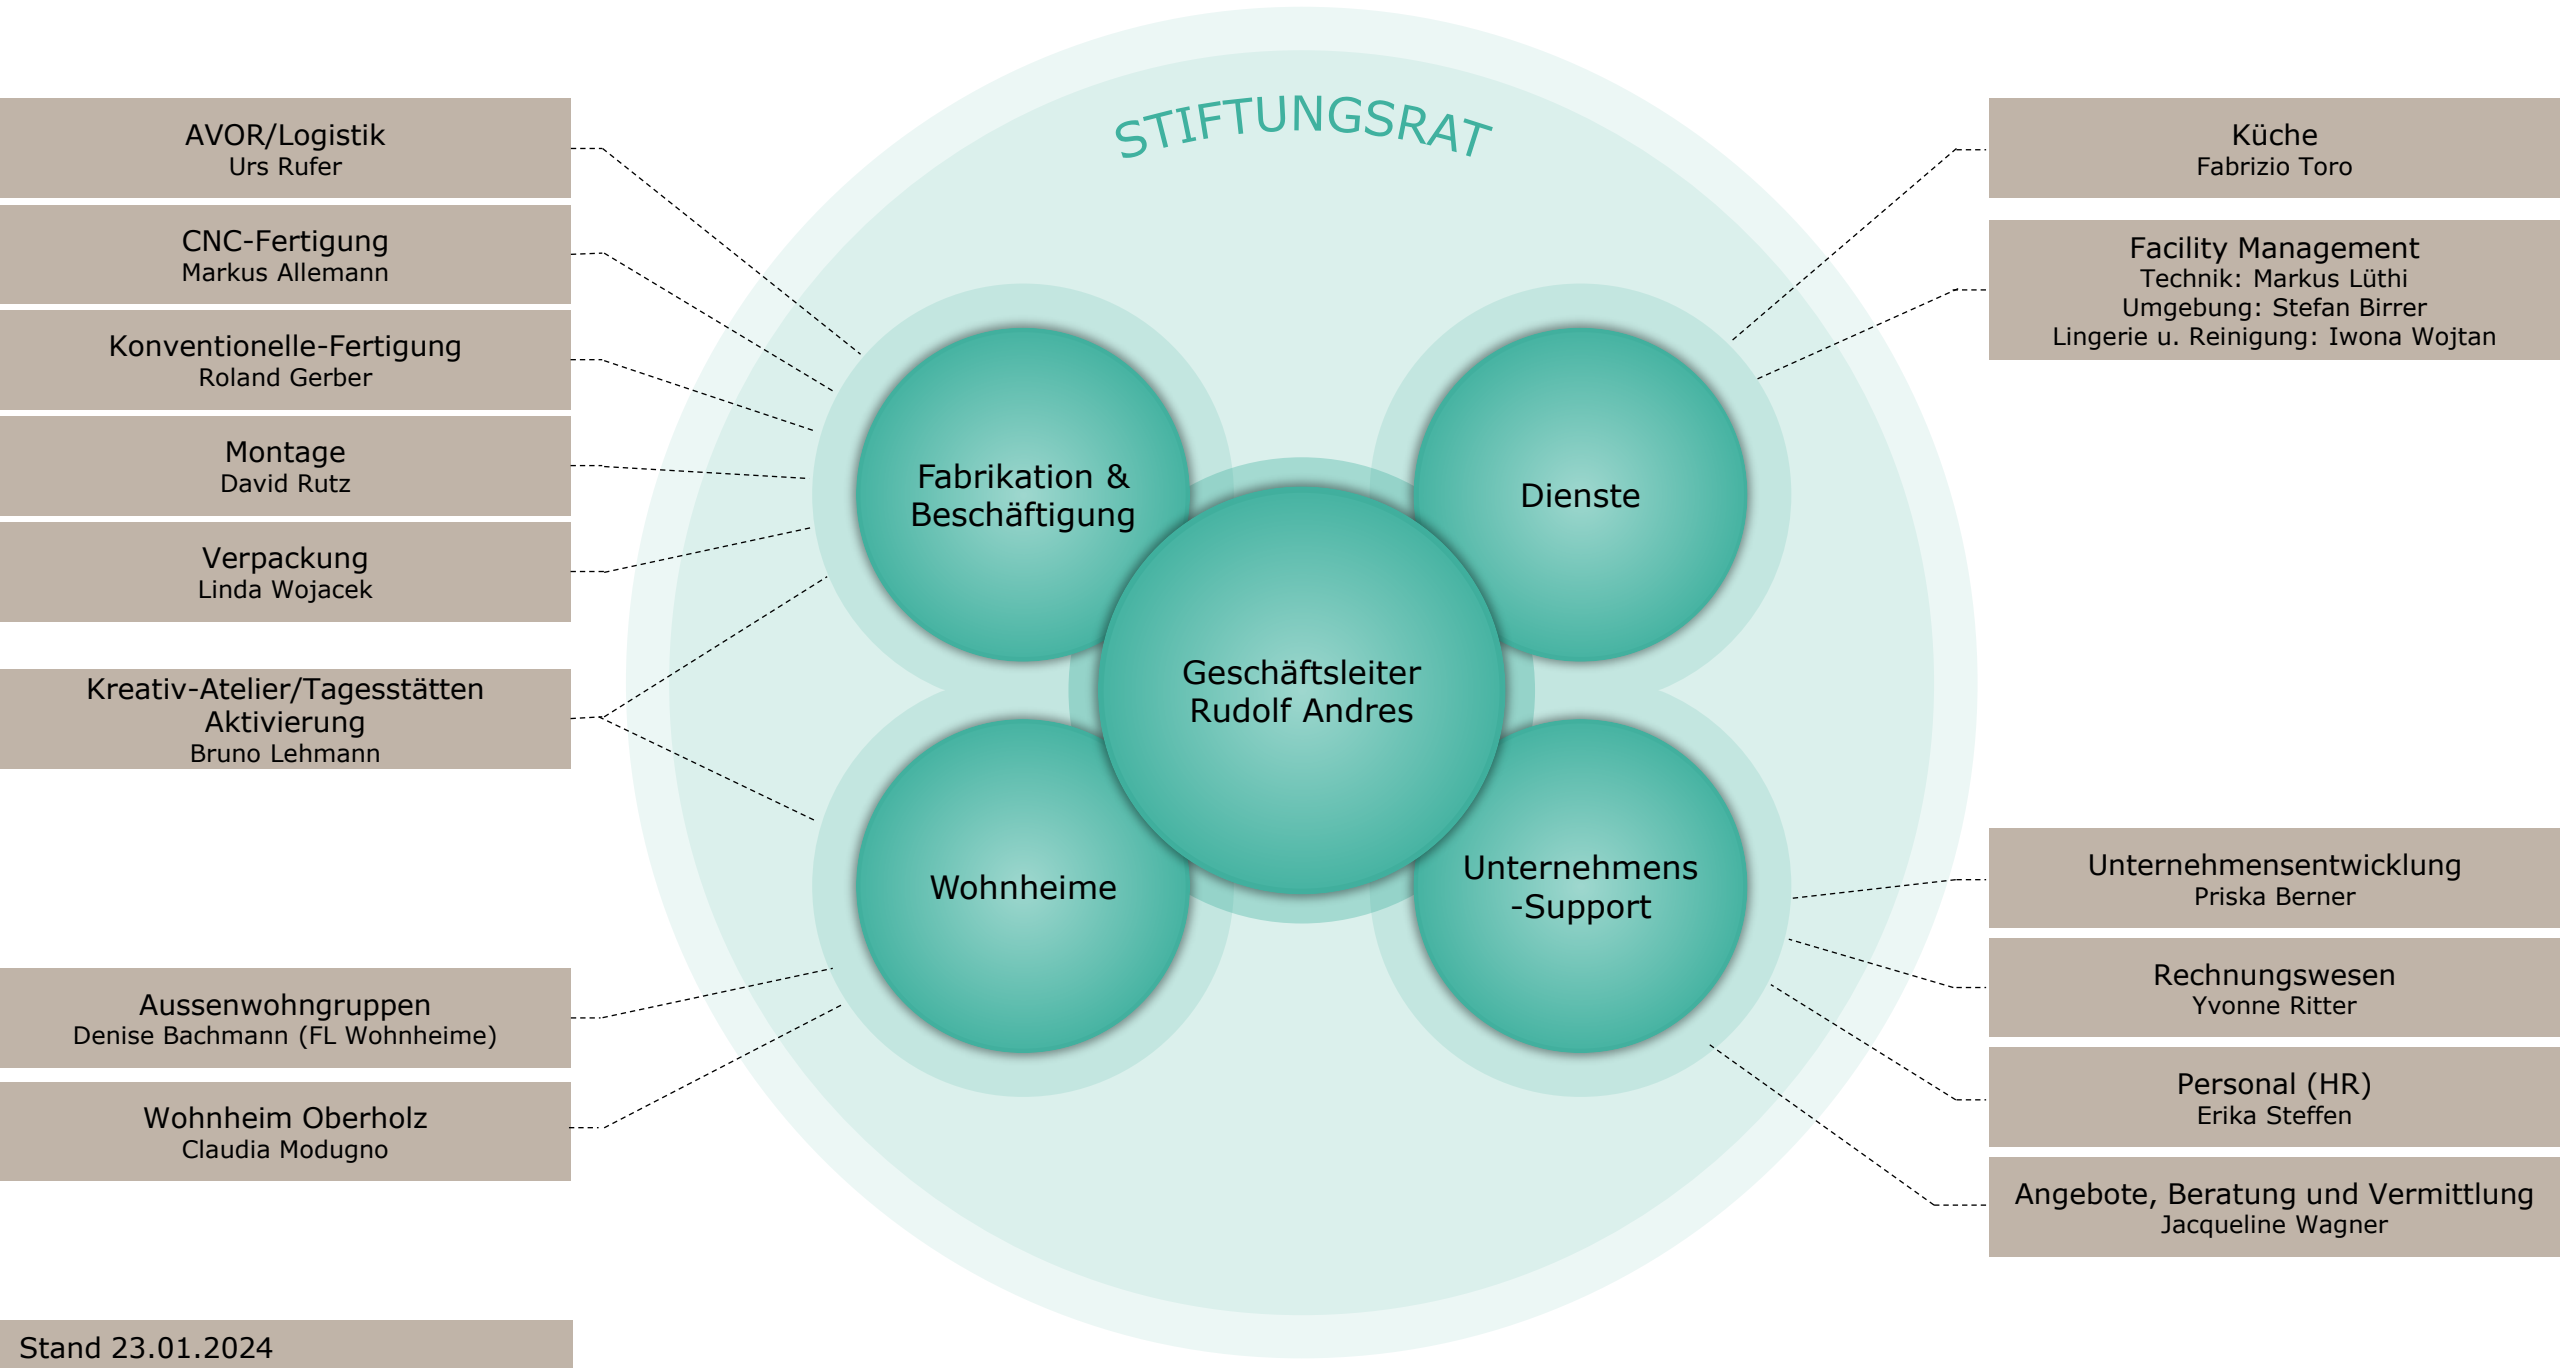 STIFTUNGSRAT
AVOR/Logistik
Urs Rufer
CNC-Fertigung
Markus Allemann
Konventionelle-Fertigung
Roland Gerber
Montage
David Rutz
Verpackung
Linda Wojacek
Kreativ-Atelier/Tagesstätten
Aktivierung
Bruno Lehmann
Aussenwohngruppen
Denise Bachmann (FL Wohnheime)
Wohnheim Oberholz
Claudia Modugno
Fabrikation &
Beschäftigung
Dienste
Geschäftsleiter
Rudolf Andres
Wohnheime
Unternehmens
-Support
Küche
Fabrizio Toro
Facility Management
Technik: Markus Lüthi
Umgebung: Stefan Birrer
Lingerie u. Reinigung: Iwona Wojtan
Unternehmensentwicklung
Priska Berner
Rechnungswesen
Yvonne Ritter
Personal (HR)
Erika Steffen
Angebote, Beratung und Vermittlung
Jacqueline Wagner
Stand 23.01.2024